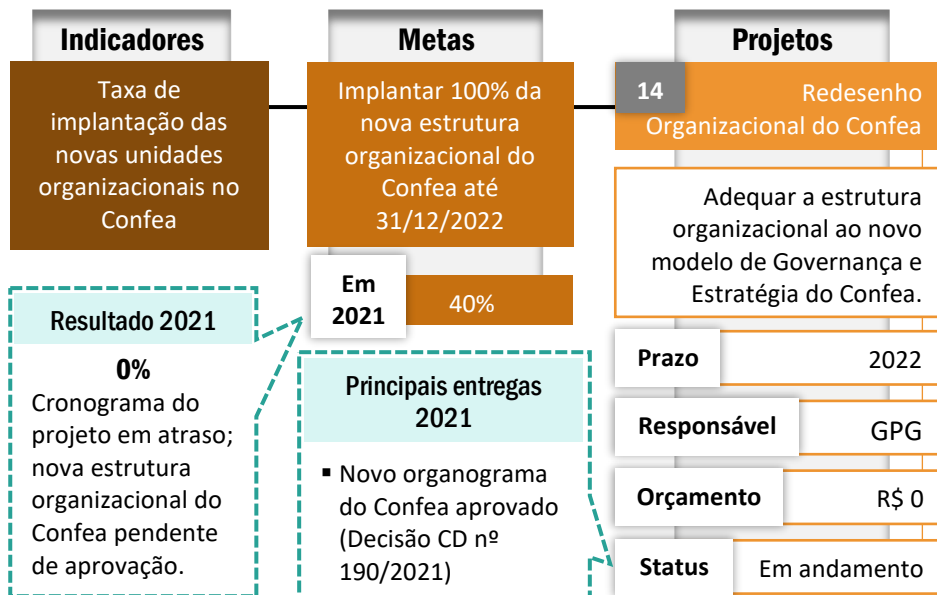 Indicadores
Taxa de
implantação das
novas unidades
organizacionais no
Confea
Resultado 2021
0%
Cronograma do
projeto em atraso;
nova estrutura
organizacional do
Confea pendente
de aprovação.
Metas
Implantar 100% da
nova estrutura
organizacional do
Confea até
31/12/2022
Em
2021
40%
Principais entregas
2021
▪ Novo organograma
do Confea aprovado
(Decisão CD nº
190/2021)
Projetos
14
Redesenho
Organizacional do Confea
Adequar a estrutura
organizacional ao novo
modelo de Governança e
Estratégia do Confea.
Prazo 2022
Responsável GPG
Orçamento R$ 0
Status Em andamento